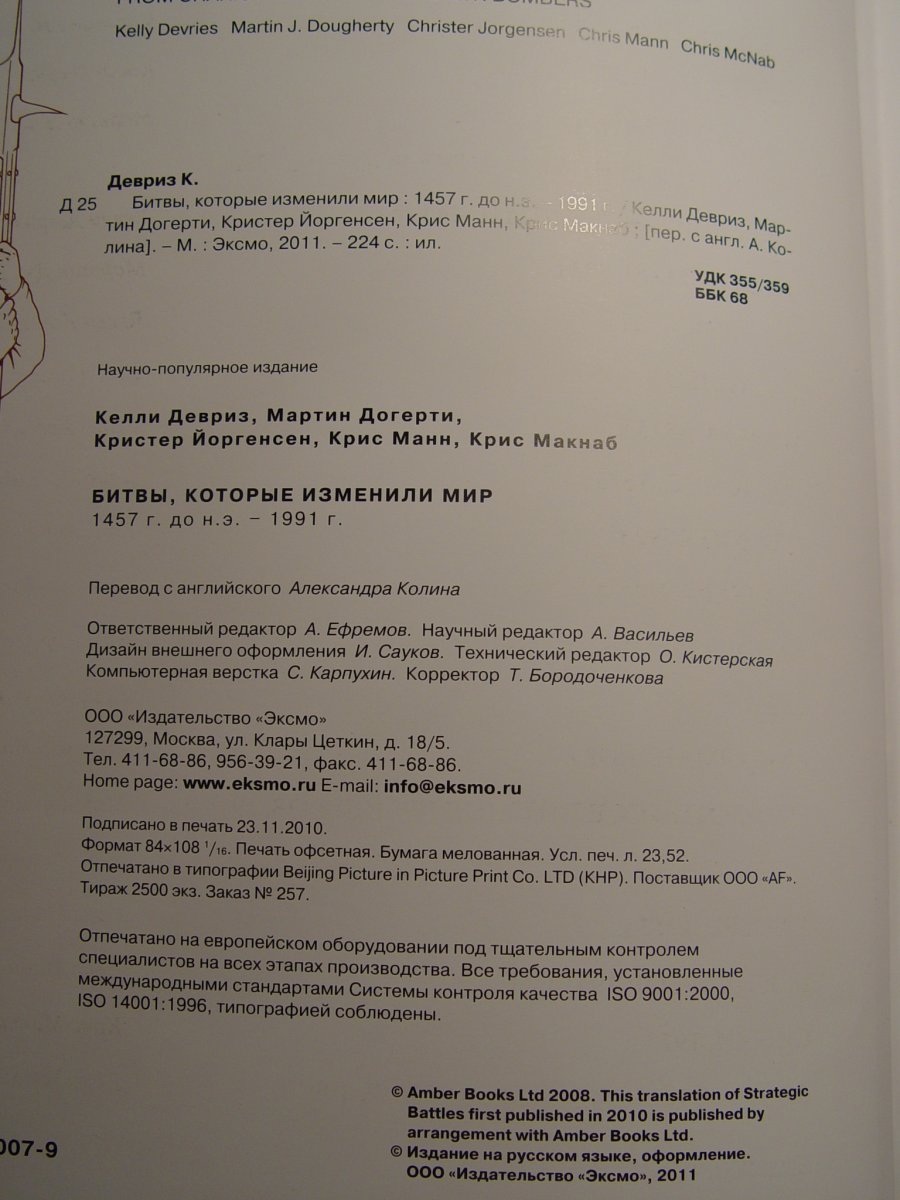 BOMBERS
Kelly Devries Martin J. Dougherty Christer Jorgensen Chris Mann Chris McNab
Девриз К.
Д 25 Битвы, которые изменили мир : 1457 г. до н.э. - 1991 г. / Келли Девриз, Мар-
тин Догерти, Кристер Йоргенсен, Крис Манн, Крис Макнаб ; [пер. с англ. А. Ко-
лина]. – М. : Эксмо, 2011. – 224 с. : ил.
УДК 355/359
ББК 68
Научно-популярное издание
Келли Девриз, Мартин Догерти,
Кристер Йоргенсен, Крис Манн, Крис Макнаб
БИТВЫ, КОТОРЫЕ ИЗМЕНИЛИ МИР
1457 г. до н.э. – 1991 г.
Перевод с английского Александра Колина
Ответственный редактор А. Ефремов. Научный редактор А. Васильев
Дизайн внешнего оформления И. Сауков. Технический редактор О. Кистерская
Компьютерная верстка С. Карпухин. Корректор Т. Бородоченкова
ООО «Издательство «Эксмо»
127299, Москва, ул. Клары Цеткин, д. 18/5.
Тел. 411-68-86, 956-39-21, факс. 411-68-86.
Home page: www.eksmo.ru E-mail: info@eksmo.ru
Подписано в печать 23.11.2010.
Формат 84×108 1/16. Печать офсетная. Бумага мелованная. Усл. печ. л. 23,52.
Отпечатано в типографии Beijing Picture in Picture Print Co. LTD (КНР). Поставщик ООО «AF».
Тираж 2500 экз. Заказ № 257.
Отпечатано на европейском оборудовании под тщательным контролем
специалистов на всех этапах производства. Все требования, установленные
международными стандартами Системы контроля качества ISO 9001:2000,
ISO 14001:1996, типографией соблюдены.
© Amber Books Ltd 2008. This translation of Strategic
Battles first published in 2010 is published by
arrangement with Amber Books Ltd.
007-9
© Издание на русском языке, оформление.
ООО «Издательство «Эксмо», 2011